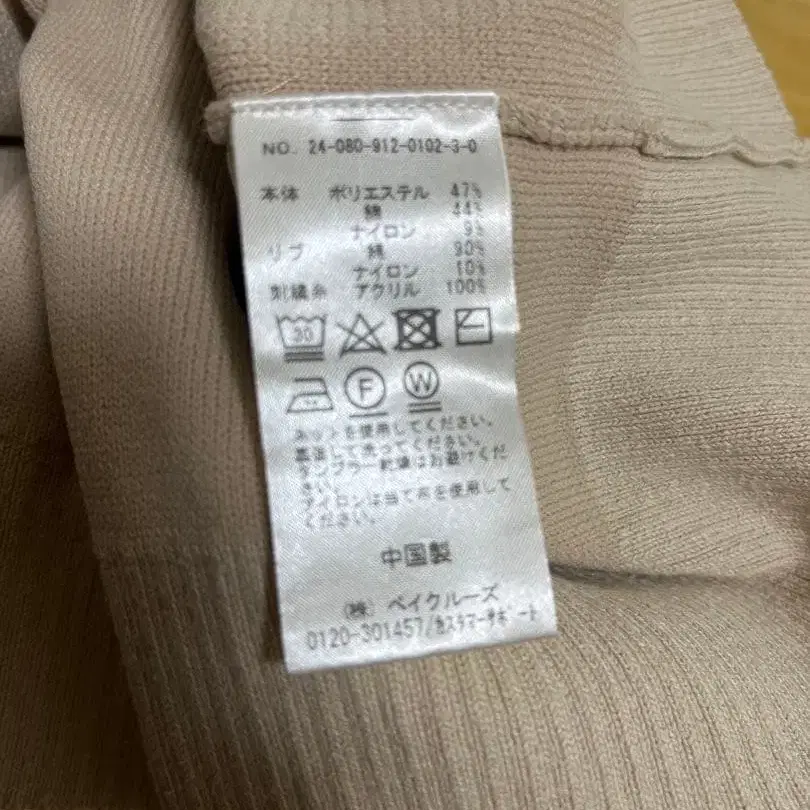 NO. 24-080-912-0102-3-0
本体 ポリエステル 47%
綿 44%
ナイロン 9%
リブ 綿 90%
ナイロン 10%
刺繍糸 アクリル 100%
30
F W
ネットを使用してください。
裏返して洗ってください。
タンブラー乾燥はお避けくだ
さい。
アイロンは当て布を使用して
ください。
中国製
(株) ベイクルーズ
0120-301457/カスタマーサポート